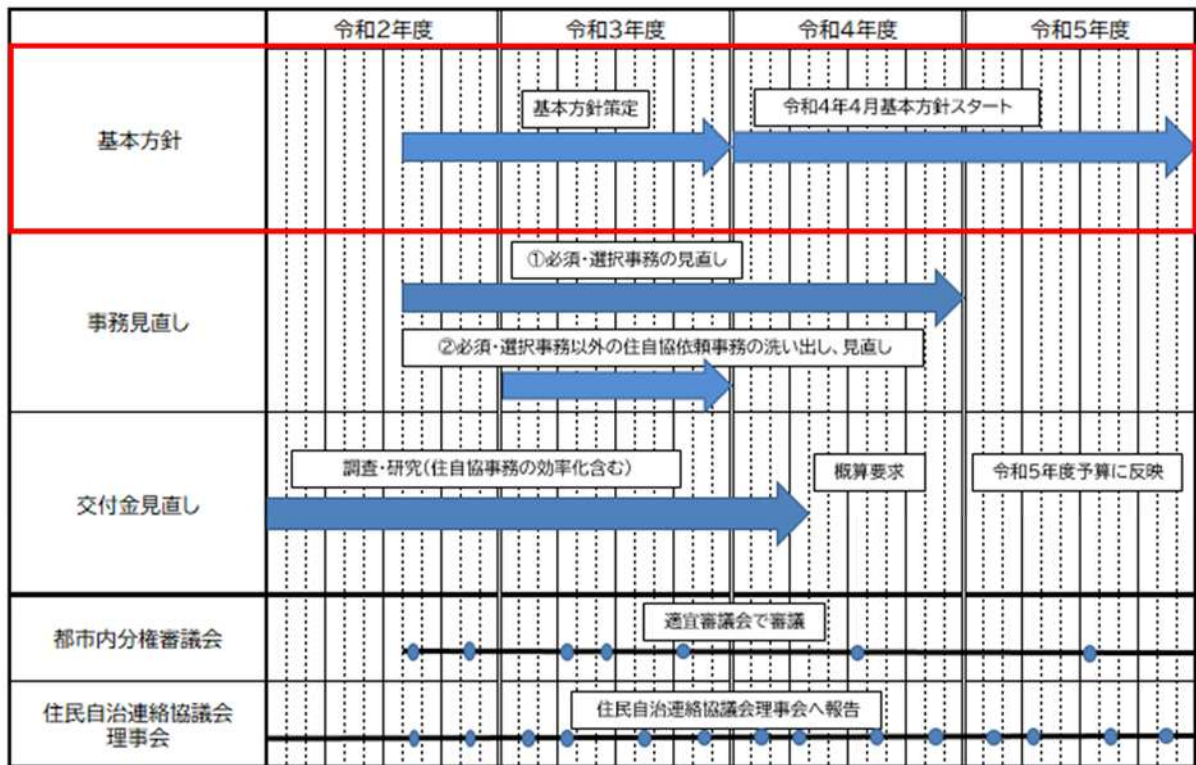 令和2年度 令和3年度 令和4年度 令和5年度
基本方針
基本方針策定
令和4年4月基本方針スタート
事務見直し
①必須・選択事務の見直し
②必須・選択事務以外の住自協依頼事務の洗い出し、見直し
交付金見直し
調査・研究(住自協事務の効率化含む)
概算要求
令和5年度予算に反映
都市内分権審議会
適宜審議会で審議
住民自治連絡協議会
理事会
住民自治連絡協議会理事会へ報告